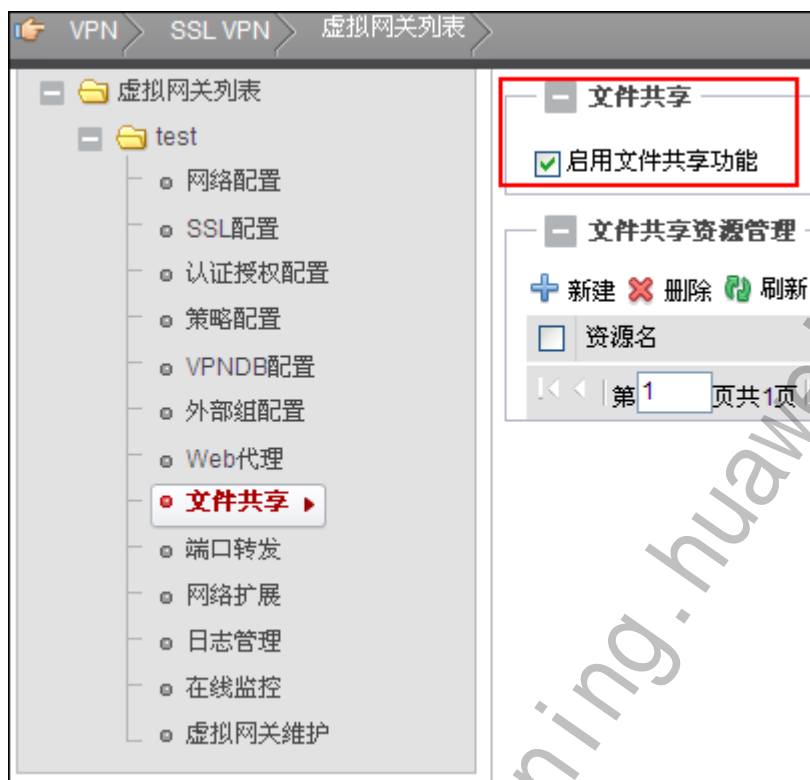 VPN SSL VPN 虚拟网关列表
虚拟网关列表
test
网络配置
SSL配置
认证授权配置
策略配置
VPNDB配置
外部组配置
Web代理
文件共享
端口转发
网络扩展
日志管理
在线监控
虚拟网关维护
文件共享
启用文件共享功能
文件共享资源管理
新建 删除 刷新
资源名
第 1 页共1页
ning.huaw